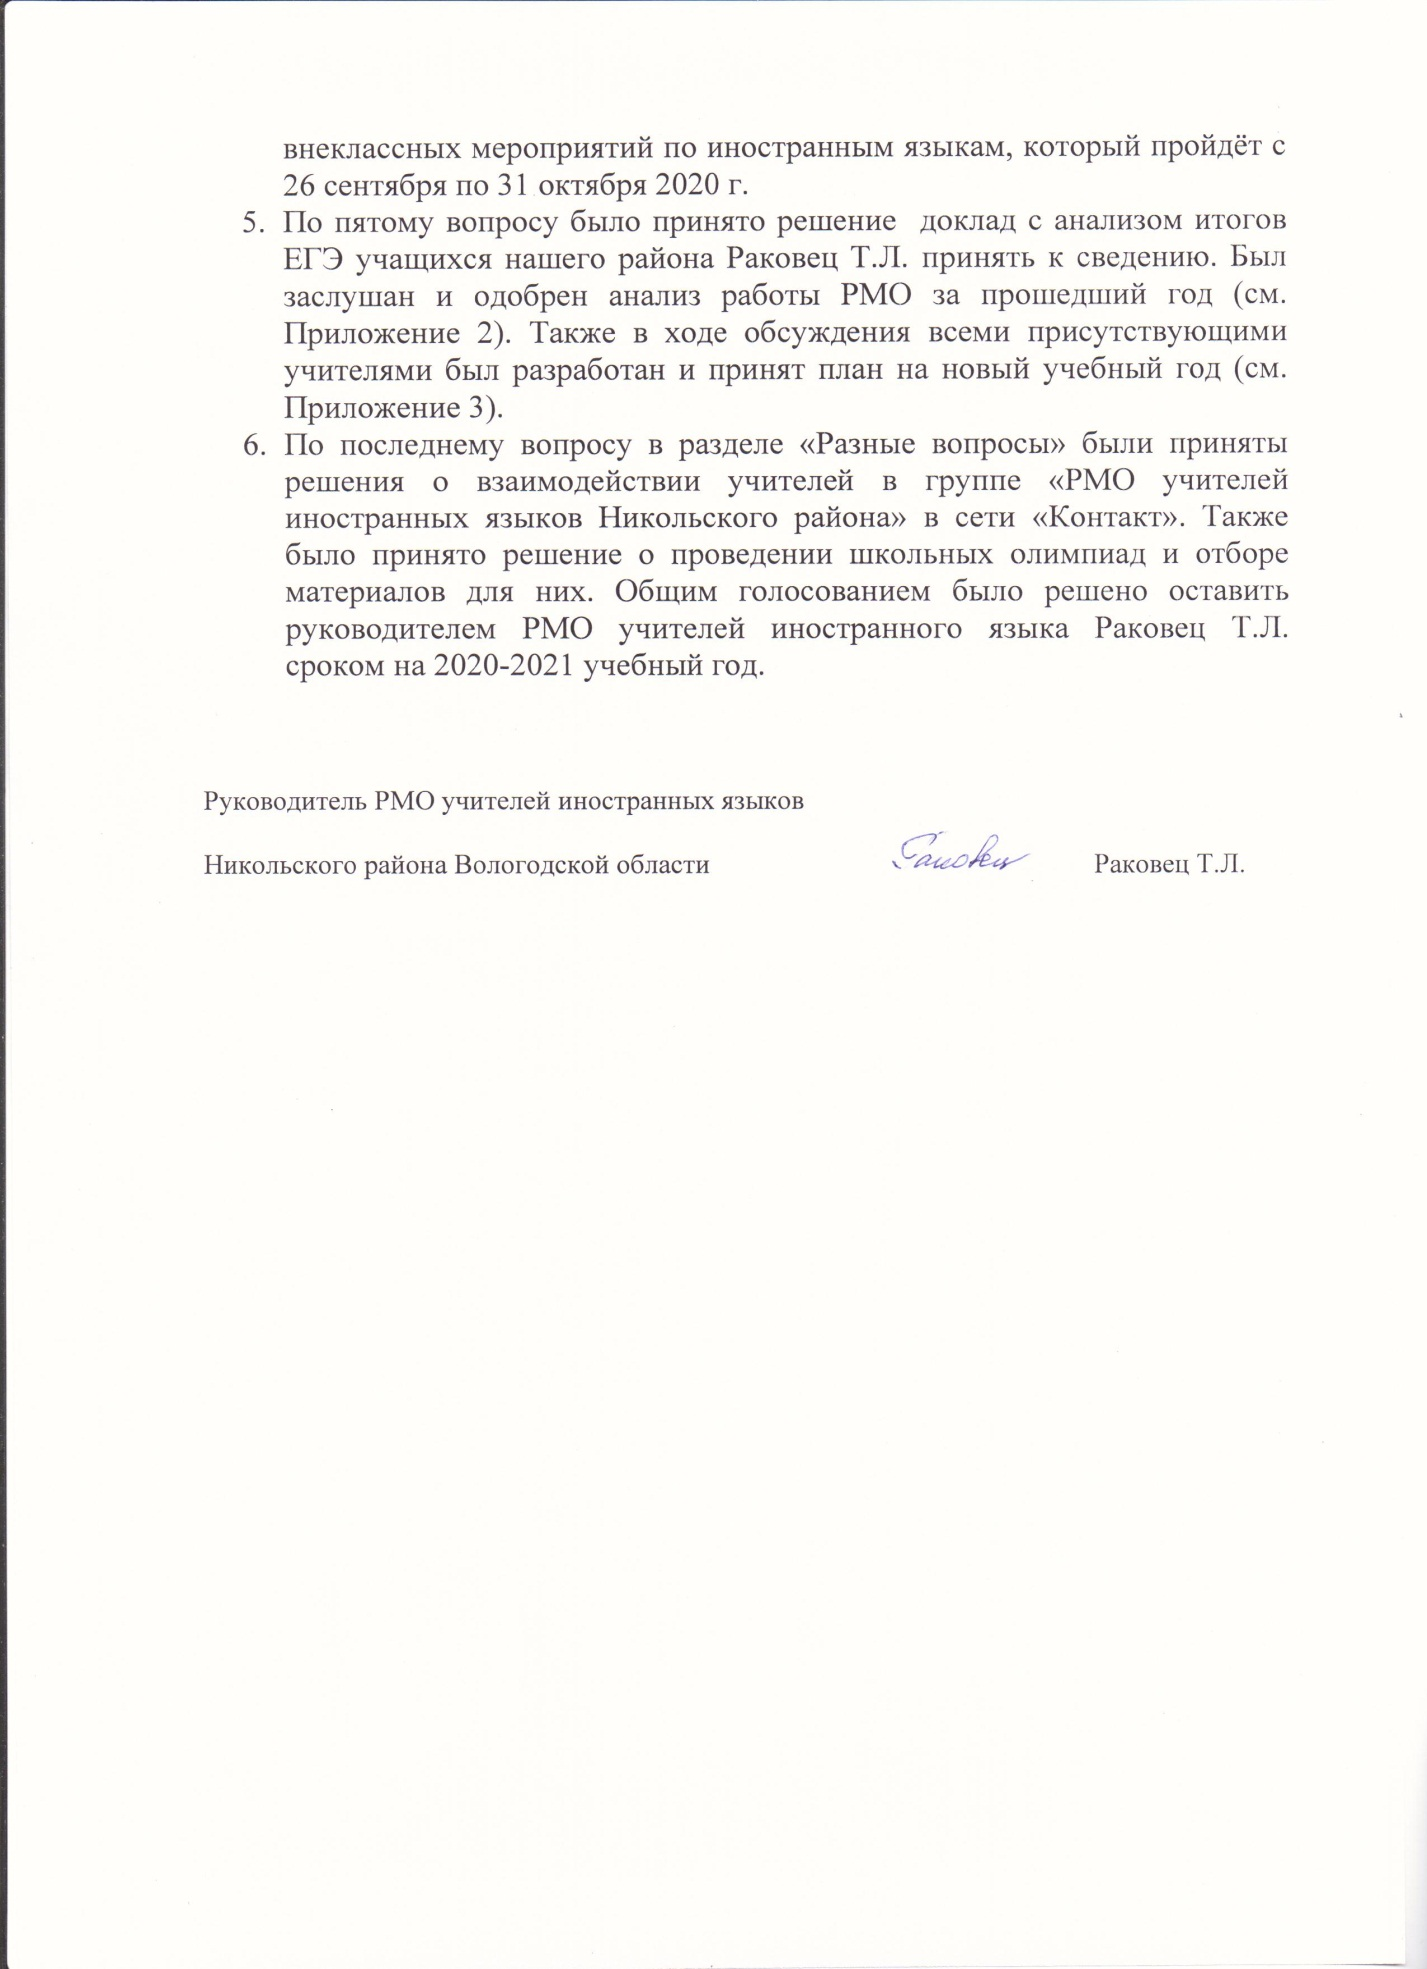 внеклассных мероприятий по иностранным языкам, который пройдёт с
26 сентября по 31 октября 2020 г.
5. По пятому вопросу было принято решение доклад с анализом итогов
ЕГЭ учащихся нашего района Раковец Т.Л. принять к сведению. Был
заслушан и одобрен анализ работы РМО за прошедший год (см.
Приложение 2). Также в ходе обсуждения всеми присутствующими
учителями был разработан и принят план на новый учебный год (см.
Приложение 3).
6. По последнему вопросу в разделе «Разные вопросы» были приняты
решения о взаимодействии учителей в группе «РМО учителей
иностранных языков Никольского района» в сети «Контакт». Также
было принято решение о проведении школьных олимпиад и отборе
материалов для них. Общим голосованием было решено оставить
руководителем РМО учителей иностранного языка Раковец Т.Л.
сроком на 2020-2021 учебный год.
Руководитель РМО учителей иностранных языков
Никольского района Вологодской области Раковец Раковец Т.Л.